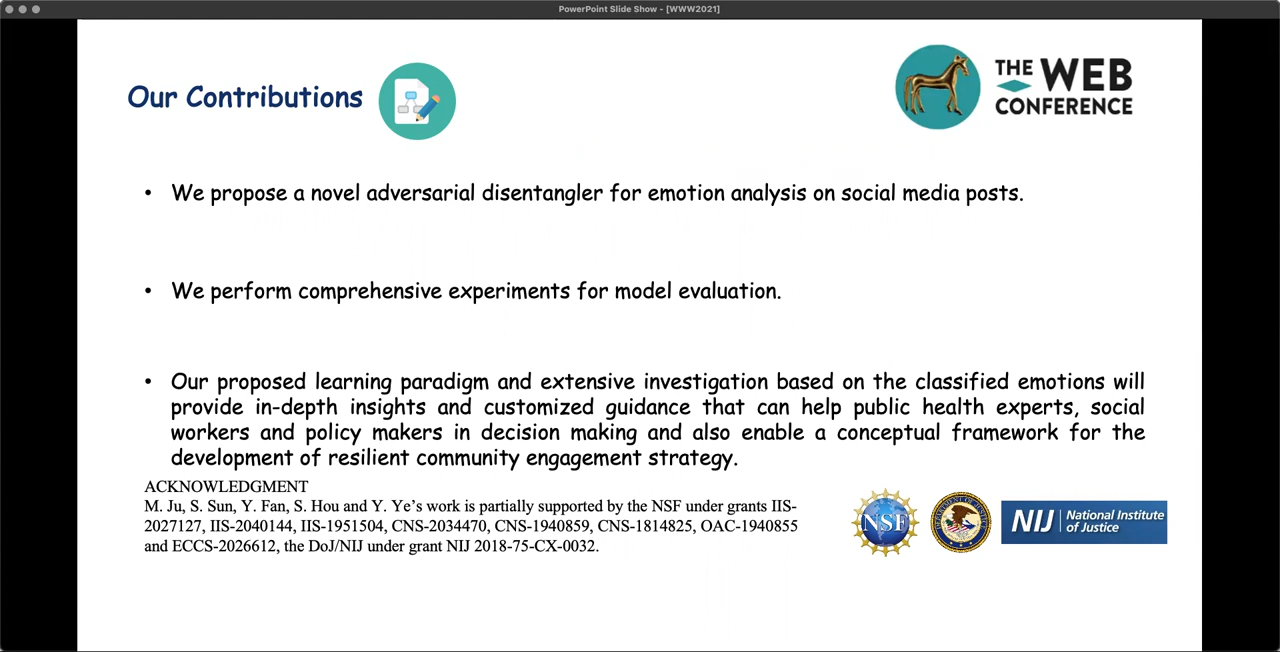 PowerPoint Slide Show - [WWW2021]
Our Contributions
THE WEB
CONFERENCE
• We propose a novel adversarial disentangler for emotion analysis on social media posts.
• We perform comprehensive experiments for model evaluation.
• Our proposed learning paradigm and extensive investigation based on the classified emotions will
provide in-depth insights and customized guidance that can help public health experts, social
workers and policy makers in decision making and also enable a conceptual framework for the
development of resilient community engagement strategy.
ACKNOWLEDGMENT
M. Ju, S. Sun, Y. Fan, S. Hou and Y. Ye's work is partially supported by the NSF under grants IIS-
2027127, IIS-2040144, IIS-1951504, CNS-2034470, CNS-1940859, CNS-1814825, OAC-1940855
and ECCS-2026612, the DoJ/NIJ under grant NIJ 2018-75-CX-0032.
NSF
NIJ
National Institute
of Justice